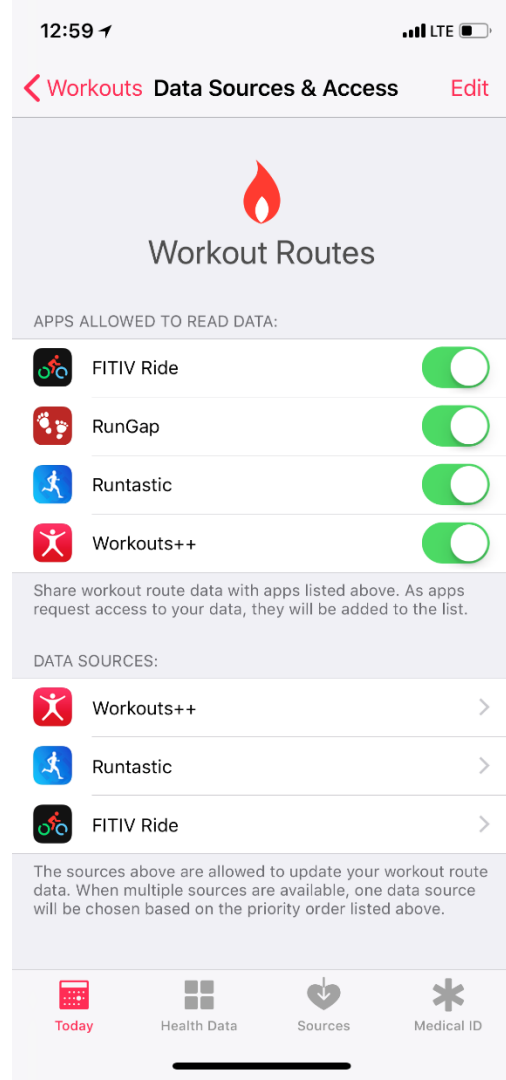 12:59
LTE
Workouts Data Sources & Access Edit
Workout Routes
APPS ALLOWED TO READ DATA:
FITIV Ride
RunGap
Runtastic
Workouts++
Share workout route data with apps listed above. As apps
request access to your data, they will be added to the list.
DATA SOURCES:
Workouts++
Runtastic
FITIV Ride
The sources above are allowed to update your workout route
data. When multiple sources are available, one data source
will be chosen based on the priority order listed above.
Today
Health Data
Sources
Medical ID